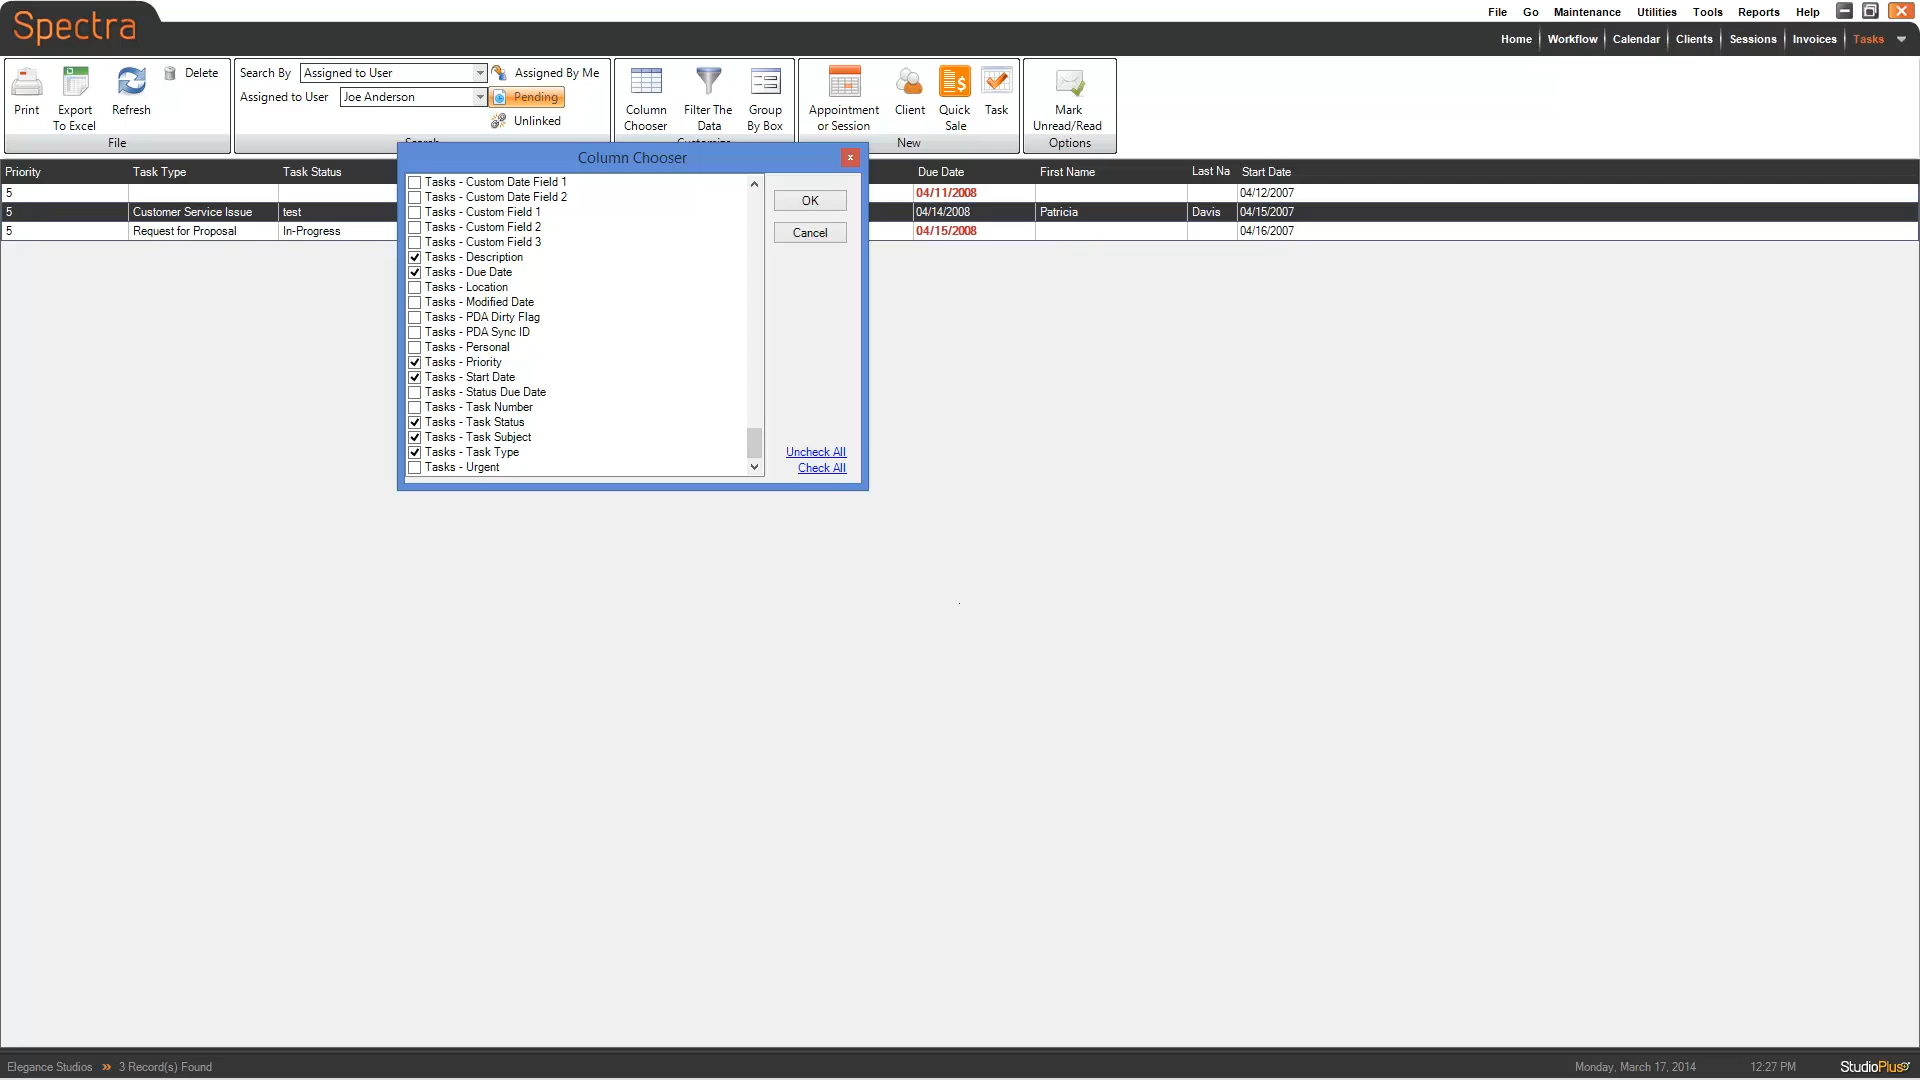 Spectra
File Go Maintenance Utilities Tools Reports Help
Home Workflow Calendar Clients Sessions Invoices Tasks
Print
Export
To Excel
Refresh
Delete
File
Search By Assigned to User
Assigned to User Joe Anderson
Assigned By Me
Pending
Unlinked
Search
Column
Chooser
Filter The
Data
Group
By Box
Customize
Appointment
or Session
Client
Quick
Sale
Task
New
Mark
Unread/Read
Options
Priority Task Type Task Status Due Date First Name Last Na Start Date
5 04/11/2008 04/12/2007
5 Customer Service Issue test 04/14/2008 Patricia Davis 04/15/2007
5 Request for Proposal In-Progress 04/15/2008 04/16/2007
Column Chooser
x
Tasks - Custom Date Field 1
Tasks - Custom Date Field 2
Tasks - Custom Field 1
Tasks - Custom Field 2
Tasks - Custom Field 3
Tasks - Description
Tasks - Due Date
Tasks - Location
Tasks - Modified Date
Tasks - PDA Dirty Flag
Tasks - PDA Sync ID
Tasks - Personal
Tasks - Priority
Tasks - Start Date
Tasks - Status Due Date
Tasks - Task Number
Tasks - Task Status
Tasks - Task Subject
Tasks - Task Type
Tasks - Urgent
OK
Cancel
Uncheck All
Check All
Elegance Studios » 3 Record(s) Found
Monday, March 17, 2014 12:27 PM StudioPlus